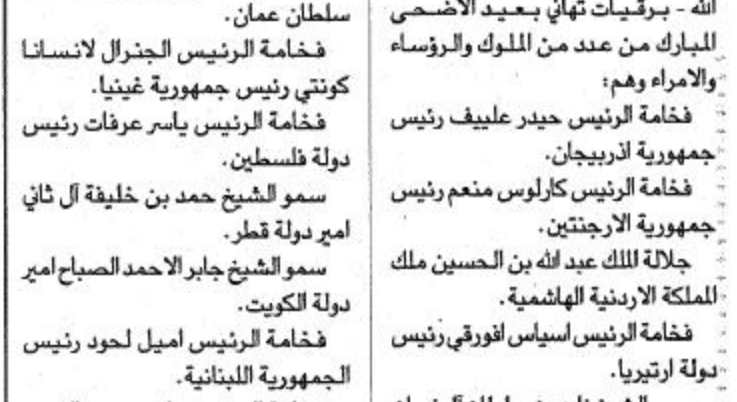 الله - برقيات تهاني بعيد الاضحى
المبارك من عدد من الملوك والرؤساء
والامراء وهم:
فخامة الرئيس حيدر علييف رئيس
جمهورية اذربيجان.
فخامة الرئيس كارلوس منعم رئيس
جمهورية الارجنتين.
جلالة الملك عبد الله بن الحسين ملك
المملكة الاردنية الهاشمية.
فخامة الرئيس اسياس افورقي رئيس
دولة ارتيريا.
سلطان عمان.
فخامة الرئيس الجنرال لانسانا
كونتي رئيس جمهورية غينيا.
فخامة الرئيس ياسر عرفات رئيس
دولة فلسطين.
سمو الشيخ حمد بن خليفة آل ثاني
امير دولة قطر.
سمو الشيخ جابر الاحمد الصباح امير
دولة الكويت.
فخامة الرئيس اميل لحود رئيس
الجمهورية اللبنانية.